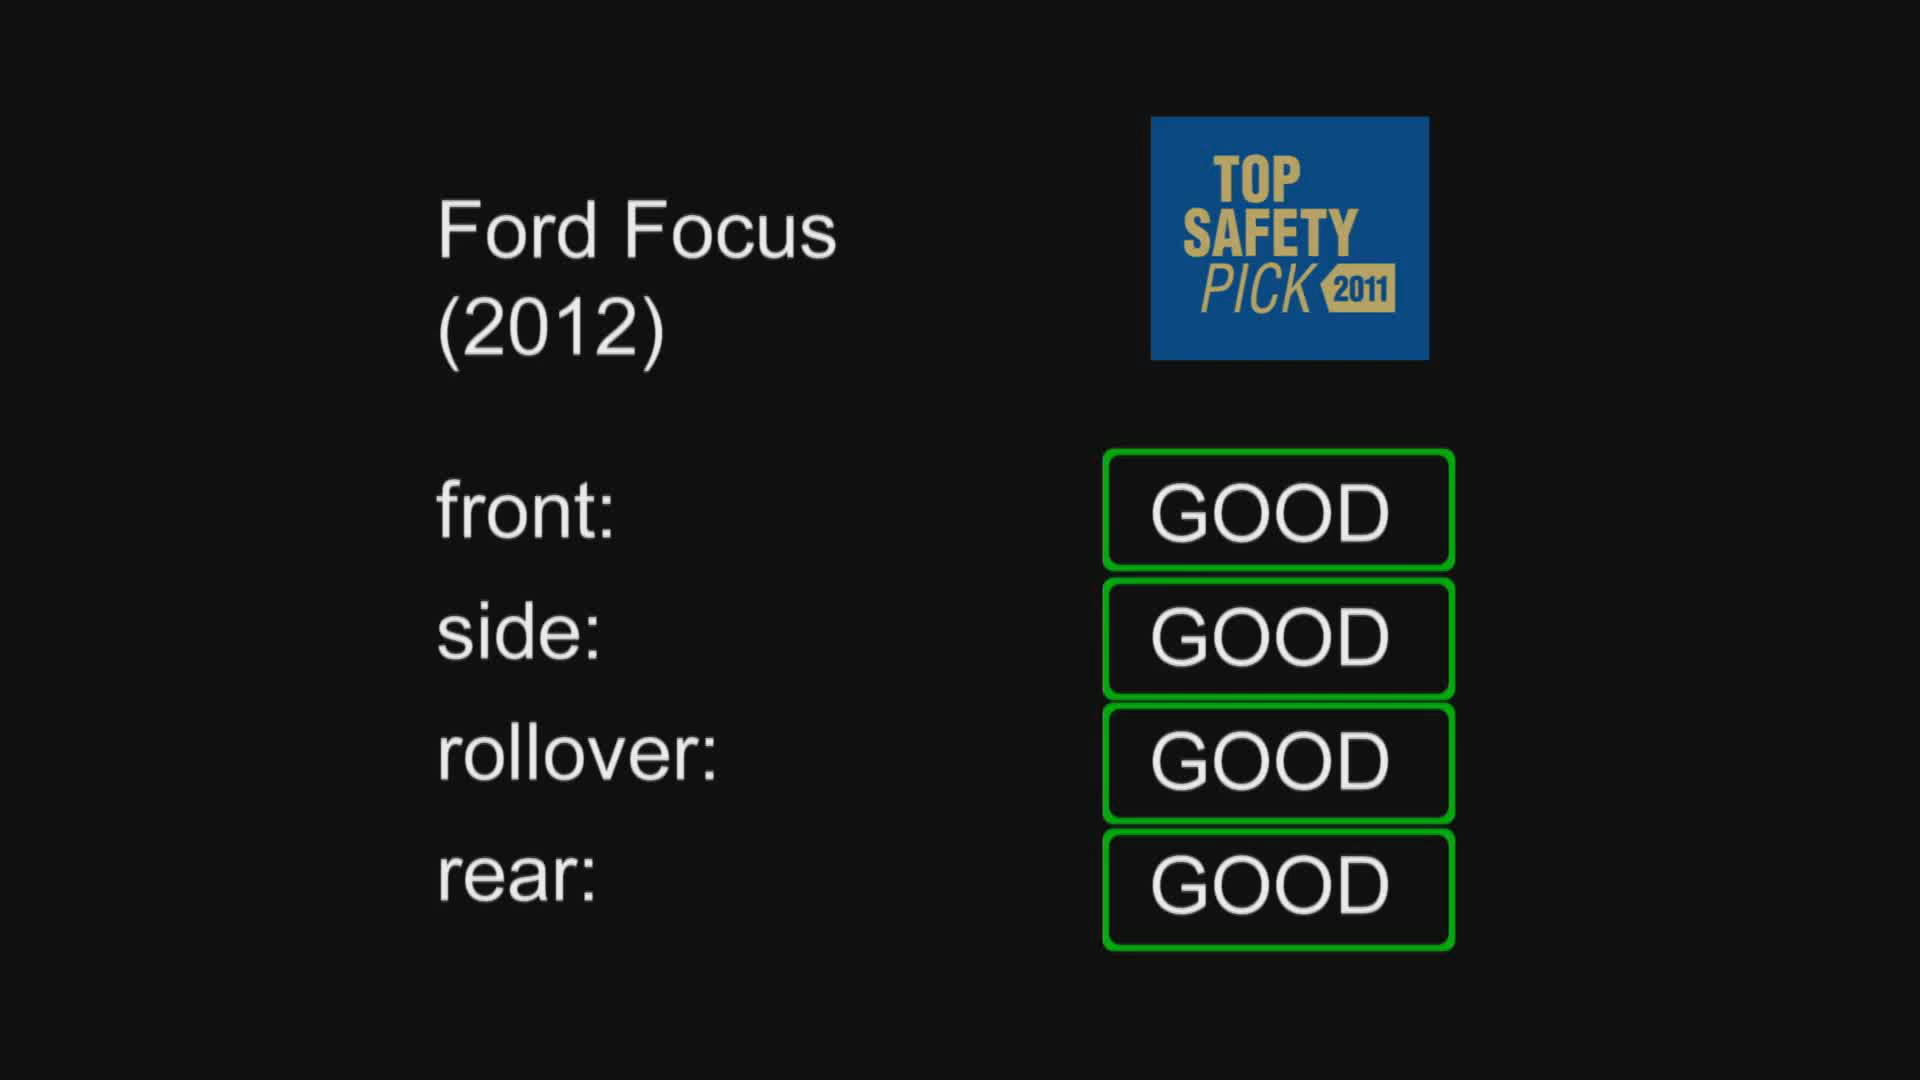 Ford Focus
(2012)
TOP
SAFETY
PICK 2011
front: GOOD
side: GOOD
rollover: GOOD
rear: GOOD